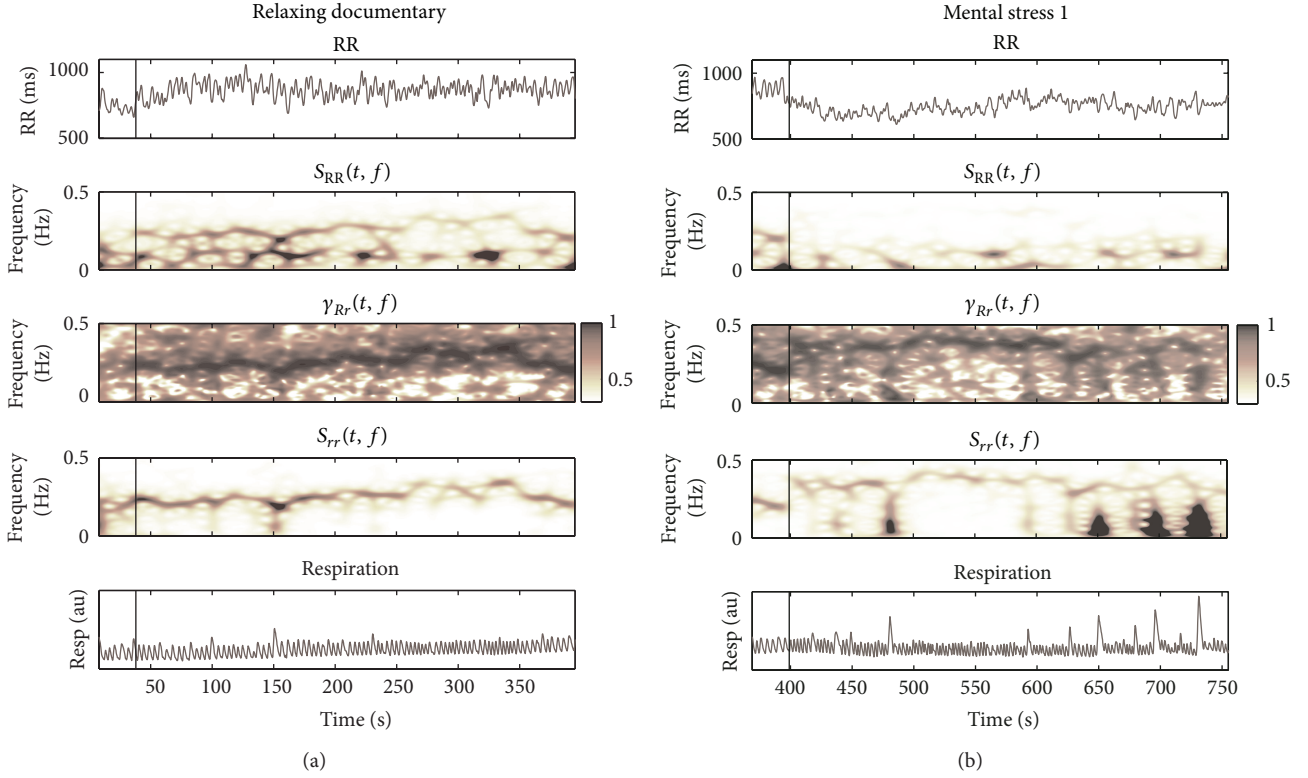 Relaxing documentary
RR
RR (ms)
1000
500
S_RR(t, f)
Frequency
(Hz)
0.5
0
γ_Rr(t, f)
Frequency
(Hz)
0.5
0
1
0.5
S_rr(t, f)
Frequency
(Hz)
0.5
0
Respiration
Resp (au)
50 100 150 200 250 300 350
Time (s)
(a)
Mental stress 1
RR
RR (ms)
1000
500
S_RR(t, f)
Frequency
(Hz)
0.5
0
γ_Rr(t, f)
Frequency
(Hz)
0.5
0
1
0.5
S_rr(t, f)
Frequency
(Hz)
0.5
0
Respiration
Resp (au)
400 450 500 550 600 650 700 750
Time (s)
(b)